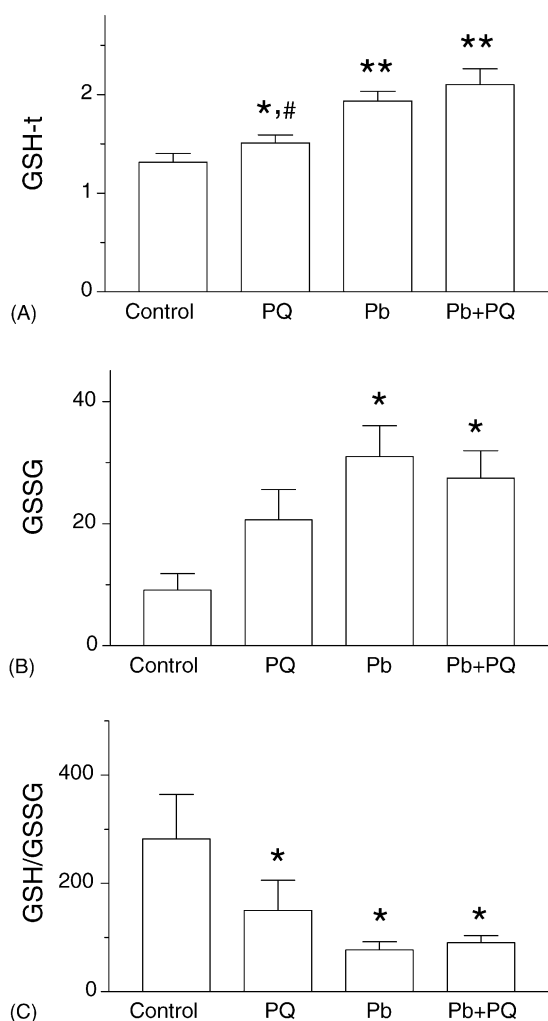 GSH-t
2
1
0
**
**
*,#
(A)
Control PQ Pb Pb+PQ
GSSG
40
20
0
*
*
(B)
Control PQ Pb Pb+PQ
GSH/GSSG
400
200
0
*
*
*
(C)
Control PQ Pb Pb+PQ